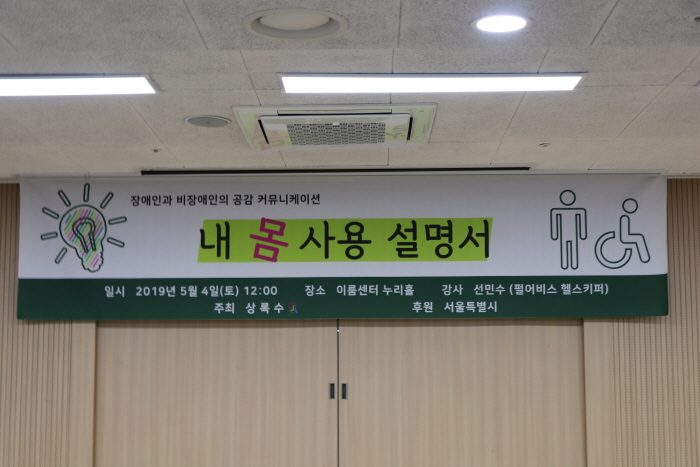 장애인과 비장애인의 공감 커뮤니케이션
내 몸 사용 설명서
일시 2019년 5월 4일(토) 12:00 장소 이룸센터 누리홀 강사 선민수 (펄어비스 헬스키퍼)
주최 상록수 후원 서울특별시